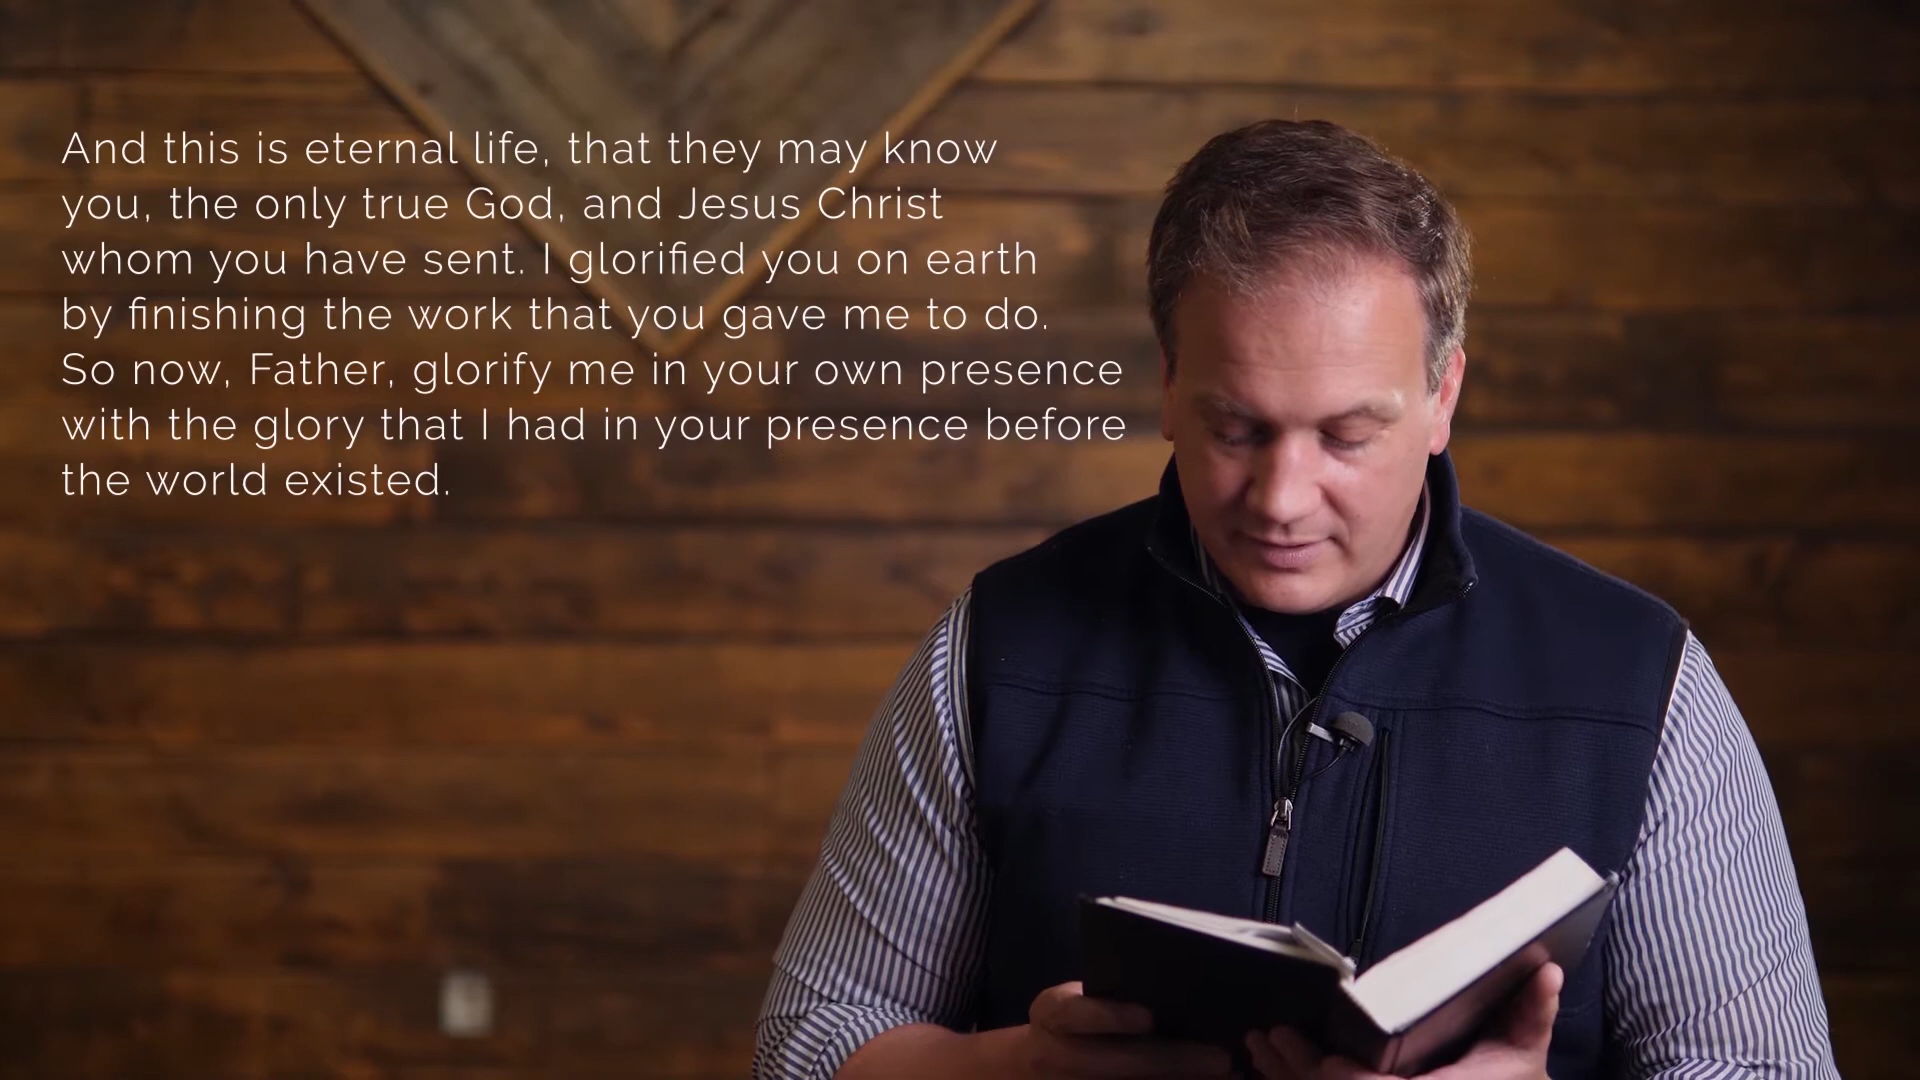 And this is eternal life, that they may know
you, the only true God, and Jesus Christ
whom you have sent. I glorified you on earth
by finishing the work that you gave me to do.
So now, Father, glorify me in your own presence
with the glory that I had in your presence before
the world existed.